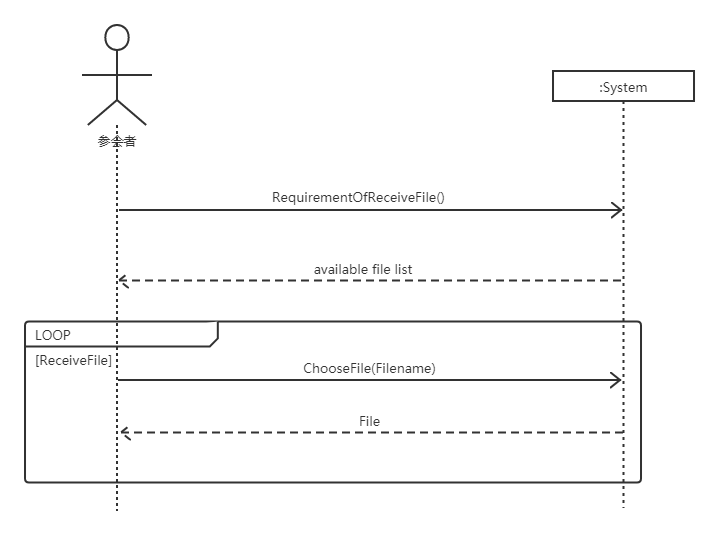 :System
参会者
RequirementOfReceiveFile()
available file list
LOOP
[ReceiveFile]
ChooseFile(Filename)
File